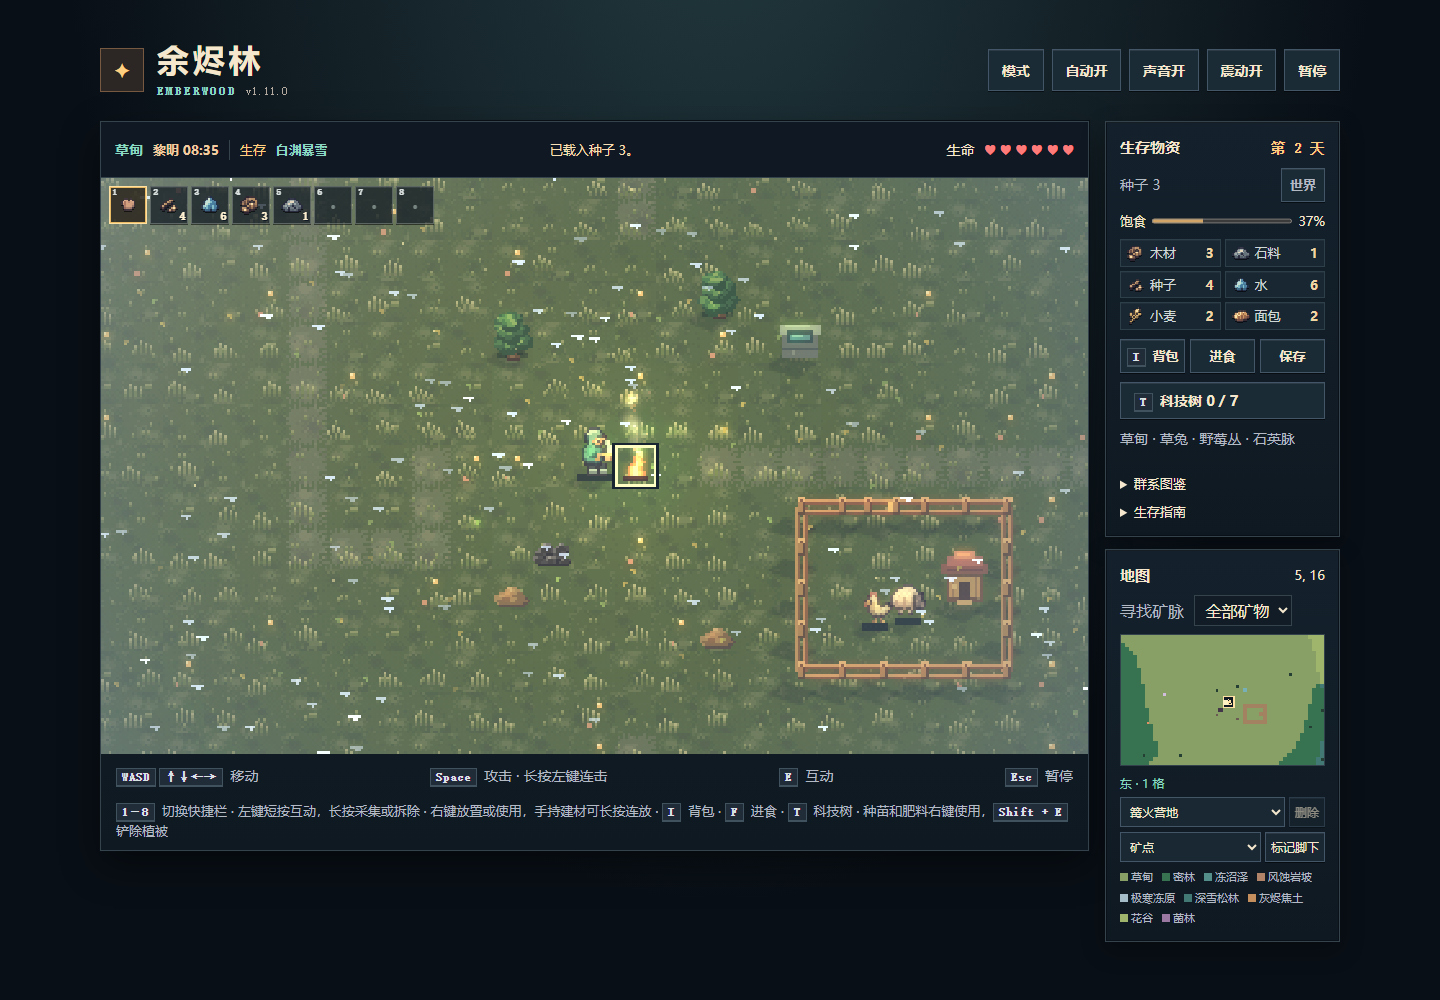 余烬林
EMBERWOOD v1.11.0
模式 自动开 声音开 震动开 暂停
草甸 黎明 08:35 生存 白渊暴雪
已载入种子 3。
生命
1 2 3 4 5 6 7 8
4 6 3 1
WASD ↑↓←→ 移动
Space 攻击 · 长按左键连击
E 互动
Esc 暂停
1—8 切换快捷栏 · 左键短按互动，长按采集或拆除 · 右键放置或使用，手持建材可长按连放 · I 背包 · F 进食 · T 科技树 · 种苗和肥料右键使用，Shift + E
铲除植被
生存物资 第 2 天
种子 3 世界
饱食 37%
木材 3 石料 1
种子 4 水 6
小麦 2 面包 2
I 背包 进食 保存
T 科技树 0 / 7
草甸 · 草兔 · 野莓丛 · 石英脉
群系图鉴
生存指南
地图 5, 16
寻找矿脉 全部矿物
东 · 1 格
篝火营地 删除
矿点 标记脚下
草甸 密林 冻沼泽 风蚀岩坡
极寒冻原 深雪松林 灰烬焦土
花谷 菌林